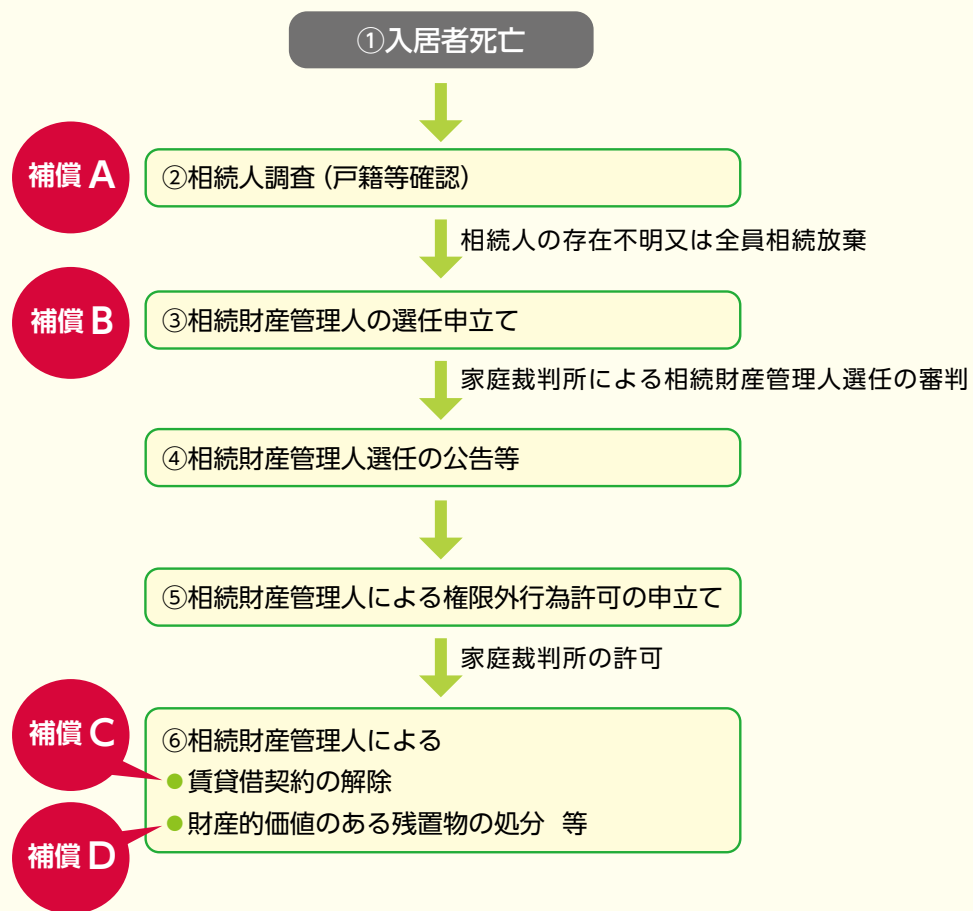 ①入居者死亡
補償 A
②相続人調査（戸籍等確認）
相続人の存在不明又は全員相続放棄
補償 B
③相続財産管理人の選任申立て
家庭裁判所による相続財産管理人選任の審判
④相続財産管理人選任の公告等
⑤相続財産管理人による権限外行為許可の申立て
家庭裁判所の許可
補償 C
⑥相続財産管理人による
●賃貸借契約の解除
●財産的価値のある残置物の処分 等
補償 D